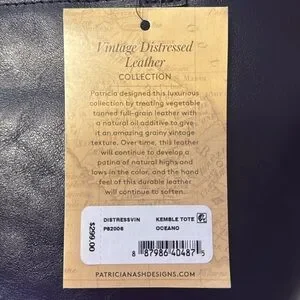 Vintage Distressed
Leather
COLLECTION
Patricia designed this luxurious
collection by treating vegetable
tanned full-grain leather with
a natural oil additive to give
it an amazing grainy vintage
texture. Over time, this leather
will continue to develop a
patina of natural highs and
lows in the color, and the hand
feel of this durable leather
will continue to soften.
$299.00
DISTRESSVIN KEMBLE TOTE
P82006 OCEANO
8 87986 40487 5
PATRICIANASHDESIGNS.COM